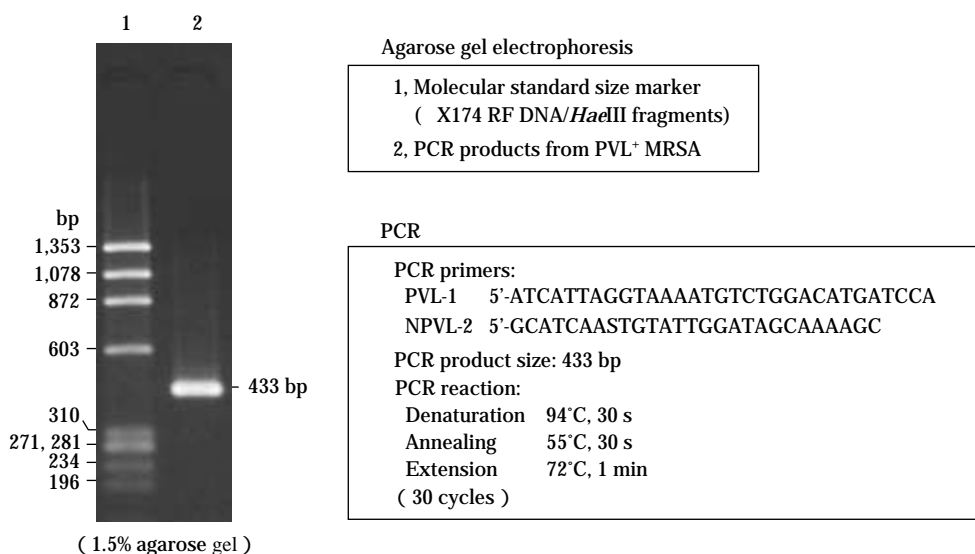 1 2
bp
1,353
1,078
872
603
310
271, 281
234
196
433 bp
( 1.5% agarose gel )
Agarose gel electrophoresis
1, Molecular standard size marker
( X174 RF DNA/HaeIII fragments)
2, PCR products from PVL+ MRSA
PCR
PCR primers:
PVL-1 5'-ATCATTAGGTAAAATGTCTGGACATGATCCA
NPVL-2 5'-GCATCAASTGTATTGGATAGCAAAAGC
PCR product size: 433 bp
PCR reaction:
Denaturation 94°C, 30 s
Annealing 55°C, 30 s
Extension 72°C, 1 min
( 30 cycles )